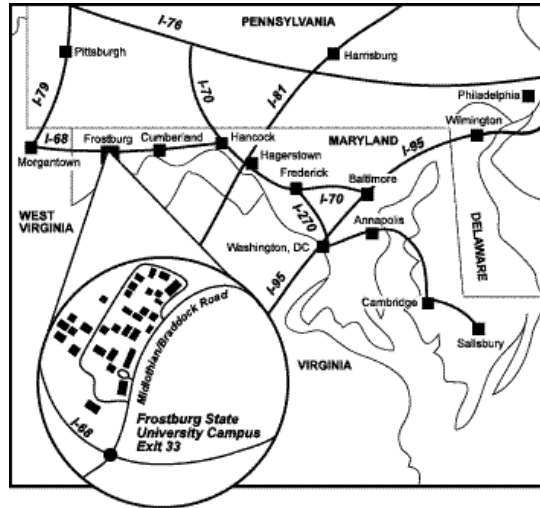 I-76
PENNSYLVANIA
Pittsburgh
Harrisburg
I-79
I-70
I-81
Philadelphia
Wilmington
I-68
Frostburg
Cumberland
Hancock
MARYLAND
I-95
Morgantown
Hagerstown
Frederick
I-70
Baltimore
WEST
VIRGINIA
I-270
Annapolis
DELAWARE
Washington, DC
I-95
Cambridge
Salisbury
VIRGINIA
Midlothian/Braddock Road
I-68
Frostburg State
University Campus
Exit 33